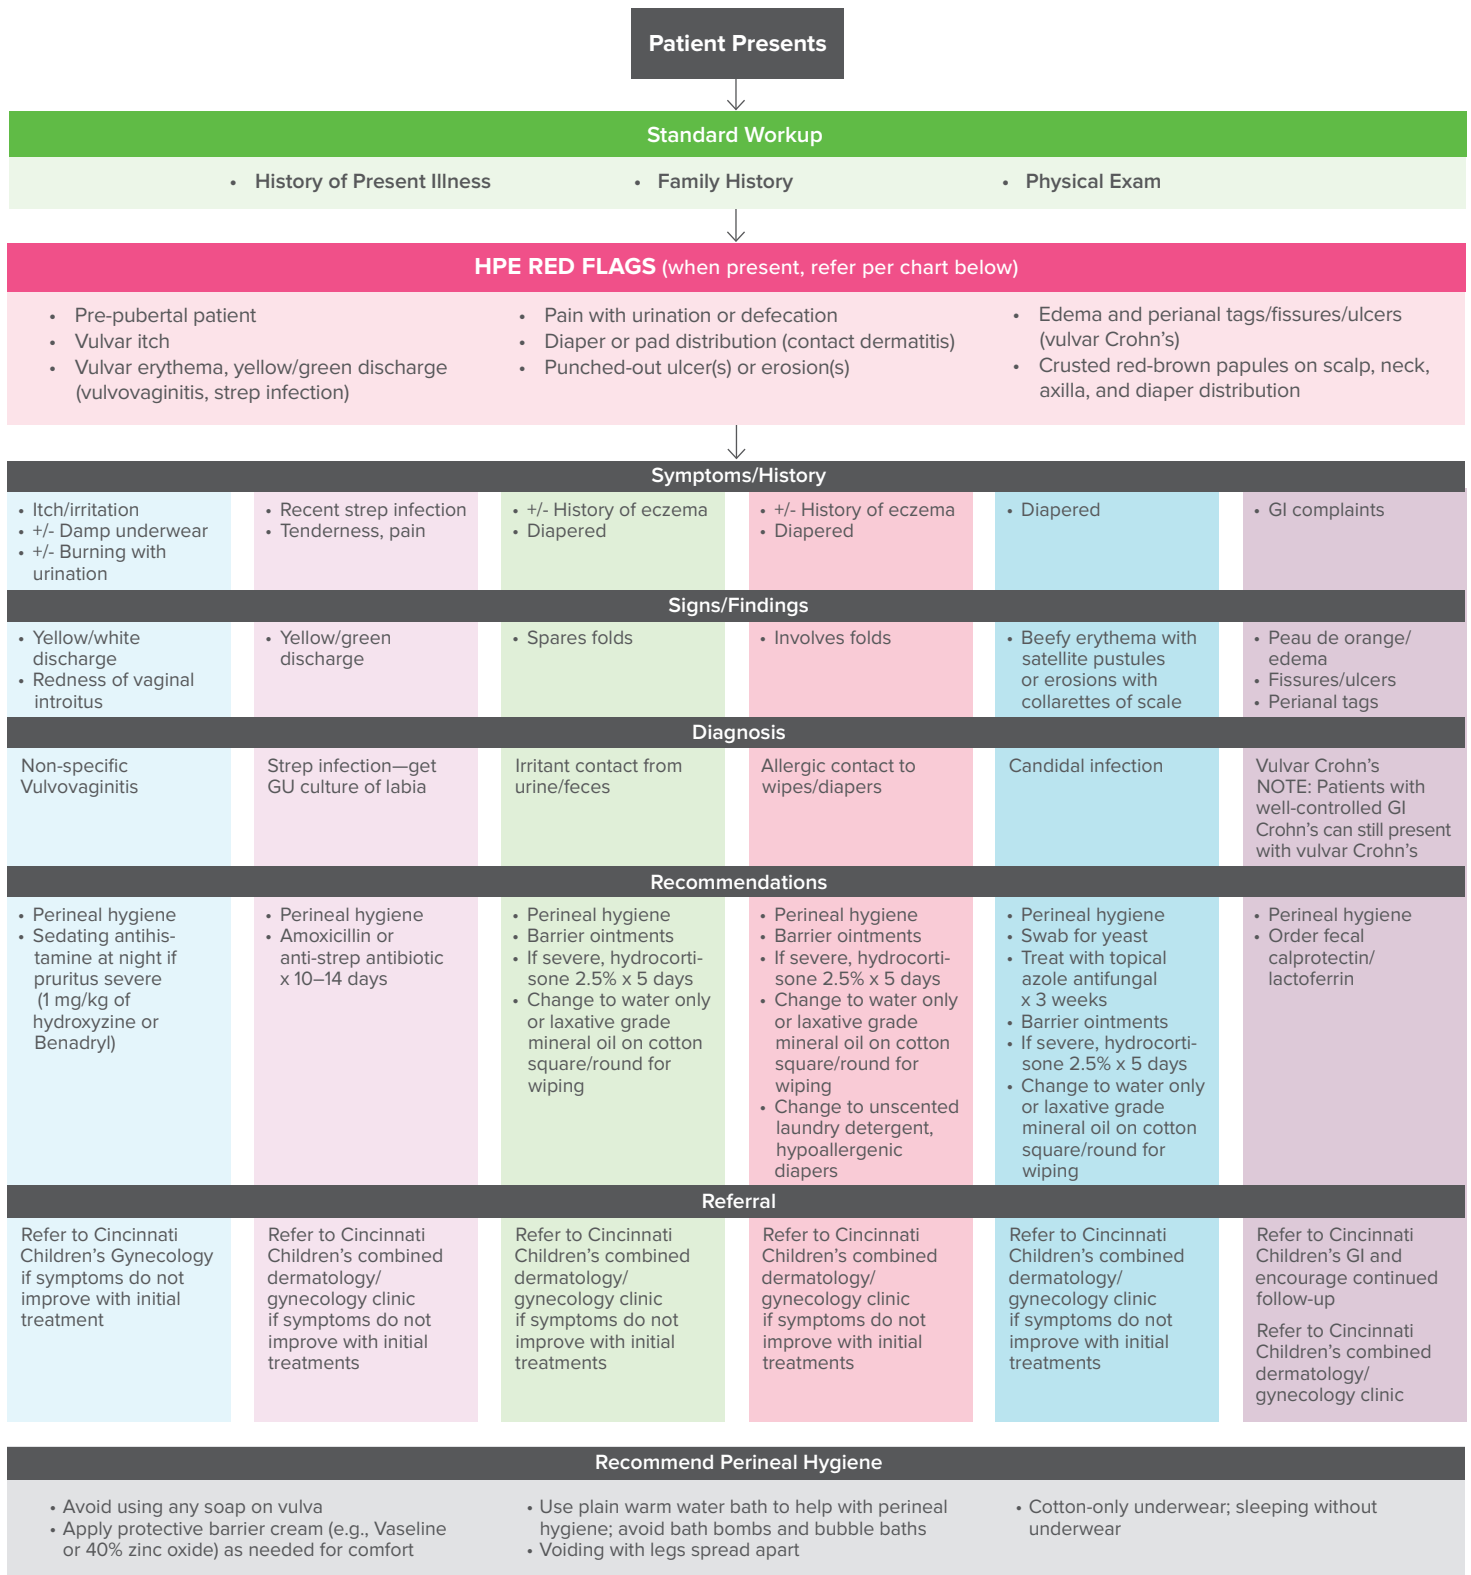 Patient Presents
Standard Workup
• History of Present Illness
• Family History
• Physical Exam
HPE RED FLAGS (when present, refer per chart below)
• Pre-pubertal patient
• Vulvar itch
• Vulvar erythema, yellow/green discharge
(vulvovaginitis, strep infection)
• Pain with urination or defecation
• Diaper or pad distribution (contact dermatitis)
• Punched-out ulcer(s) or erosion(s)
• Edema and perianal tags/fissures/ulcers
(vulvar Crohn’s)
• Crusted red-brown papules on scalp, neck,
axilla, and diaper distribution
Symptoms/History
• Itch/irritation
• +/- Damp underwear
• +/- Burning with
urination
• Recent strep infection
• Tenderness, pain
• +/- History of eczema
• Diapered
• +/- History of eczema
• Diapered
• Diapered
• GI complaints
Signs/Findings
• Yellow/white
discharge
• Redness of vaginal
introitus
• Yellow/green
discharge
• Spares folds
• Involves folds
• Beefy erythema with
satellite pustules
or erosions with
collarettes of scale
• Peau de orange/
edema
• Fissures/ulcers
• Perianal tags
Diagnosis
Non-specific
Vulvovaginitis
Strep infection—get
GU culture of labia
Irritant contact from
urine/feces
Allergic contact to
wipes/diapers
Candidal infection
Vulvar Crohn’s
NOTE: Patients with
well-controlled GI
Crohn’s can still present
with vulvar Crohn’s
Recommendations
• Perineal hygiene
• Sedating antihis-
tamine at night if
pruritus severe
(1 mg/kg of
hydroxyzine or
Benadryl)
• Perineal hygiene
• Amoxicillin or
anti-strep antibiotic
x 10–14 days
• Perineal hygiene
• Barrier ointments
• If severe, hydrocorti-
sone 2.5% x 5 days
• Change to water only
or laxative grade
mineral oil on cotton
square/round for
wiping
• Perineal hygiene
• Barrier ointments
• If severe, hydrocorti-
sone 2.5% x 5 days
• Change to water only
or laxative grade
mineral oil on cotton
square/round for
wiping
• Change to unscented
laundry detergent,
hypoallergenic
diapers
• Perineal hygiene
• Swab for yeast
• Treat with topical
azole antifungal
x 3 weeks
• Barrier ointments
• If severe, hydrocorti-
sone 2.5% x 5 days
• Change to water only
or laxative grade
mineral oil on cotton
square/round for
wiping
• Perineal hygiene
• Order fecal
calprotectin/
lactoferrin
Referral
Refer to Cincinnati
Children’s Gynecology
if symptoms do not
improve with initial
treatment
Refer to Cincinnati
Children’s combined
dermatology/
gynecology clinic
if symptoms do not
improve with initial
treatments
Refer to Cincinnati
Children’s combined
dermatology/
gynecology clinic
if symptoms do not
improve with initial
treatments
Refer to Cincinnati
Children’s combined
dermatology/
gynecology clinic
if symptoms do not
improve with initial
treatments
Refer to Cincinnati
Children’s combined
dermatology/
gynecology clinic
if symptoms do not
improve with initial
treatments
Refer to Cincinnati
Children’s GI and
encourage continued
follow-up
Refer to Cincinnati
Children’s combined
dermatology/
gynecology clinic
Recommend Perineal Hygiene
• Avoid using any soap on vulva
• Apply protective barrier cream (e.g., Vaseline
or 40% zinc oxide) as needed for comfort
• Use plain warm water bath to help with perineal
hygiene; avoid bath bombs and bubble baths
• Voiding with legs spread apart
• Cotton-only underwear; sleeping without
underwear